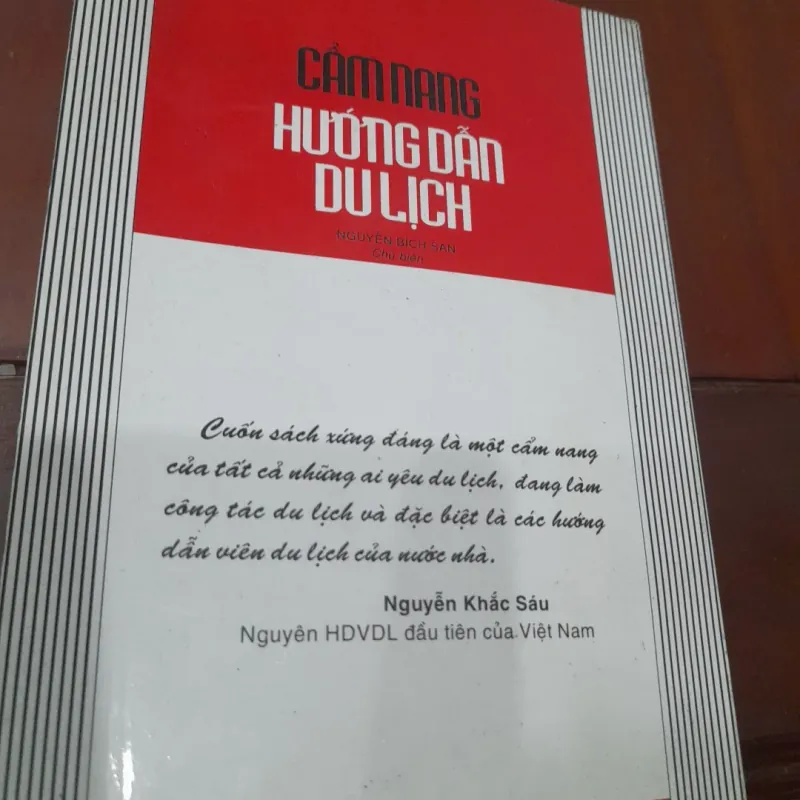 CẨM NANG
HƯỚNG DẪN
DU LỊCH
NGUYỄN BÍCH SAN
Chủ biên
Cuốn sách xứng đáng là một cẩm nang
của tất cả những ai yêu du lịch, đang làm
công tác du lịch và đặc biệt là các hướng
dẫn viên du lịch của nước nhà.
Nguyễn Khắc Sáu
Nguyên HDVDL đầu tiên của Việt Nam